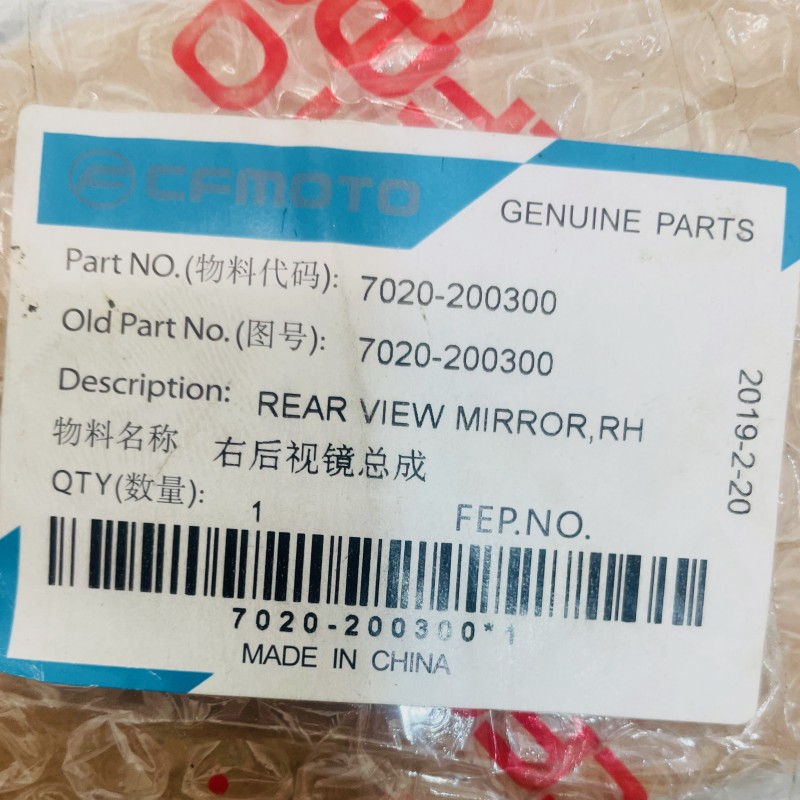 CFMOTO
GENUINE PARTS
Part NO.(物料代码): 7020-200300
Old Part No.(图号): 7020-200300
Description: REAR VIEW MIRROR,RH
物料名称 右后视镜总成
QTY(数量): 1
FEP.NO.
2019-2-20
7020-200300*1
MADE IN CHINA